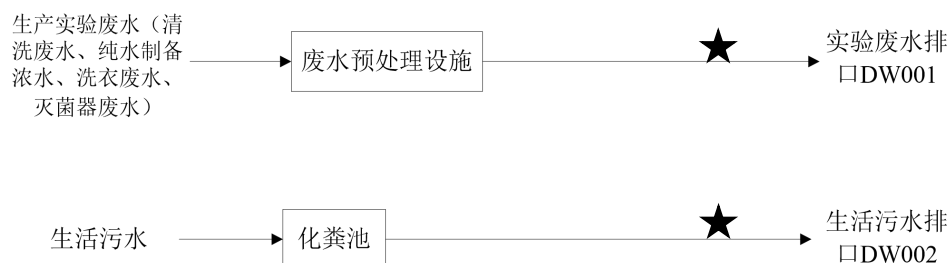 生产实验废水（清
洗废水、纯水制备
浓水、洗衣废水、
灭菌器废水）
废水预处理设施
实验废水排
口DW001
生活污水
化粪池
生活污水排
口DW002